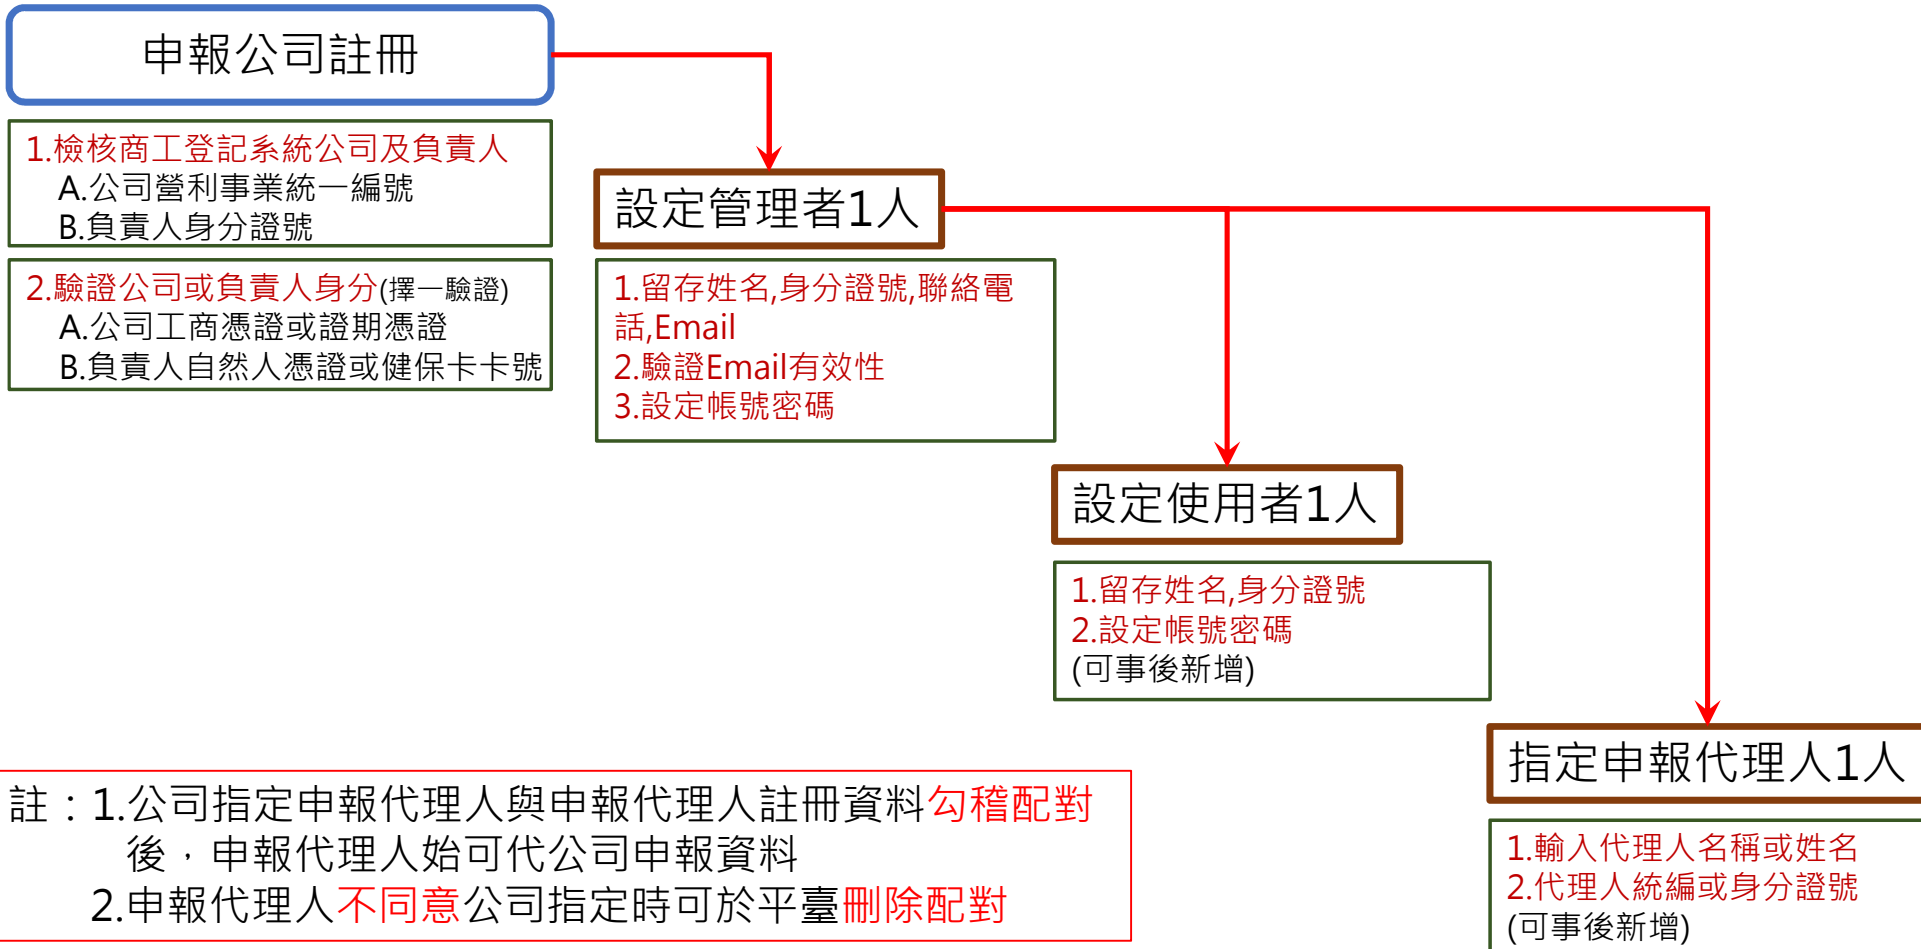 申報公司註冊
1.檢核商工登記系統公司及負責人
A.公司營利事業統一編號
B.負責人身分證號
2.驗證公司或負責人身分(擇一驗證)
A.公司工商憑證或證期憑證
B.負責人自然人憑證或健保卡卡號
設定管理者1人
1.留存姓名,身分證號,聯絡電
話,Email
2.驗證Email有效性
3.設定帳號密碼
設定使用者1人
1.留存姓名,身分證號
2.設定帳號密碼
(可事後新增)
指定申報代理人1人
1.輸入代理人名稱或姓名
2.代理人統編或身分證號
(可事後新增)
註：1.公司指定申報代理人與申報代理人註冊資料勾稽配對
後，申報代理人始可代公司申報資料
2.申報代理人不同意公司指定時可於平臺刪除配對